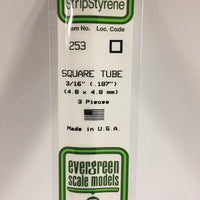 StripStyrene
Item No. Loc. Code
253
SQUARE TUBE
3/16" (.187")
(4.8 x 4.8 mm)
3 Pieces
Made in U.S.A.
evergreen
scale models